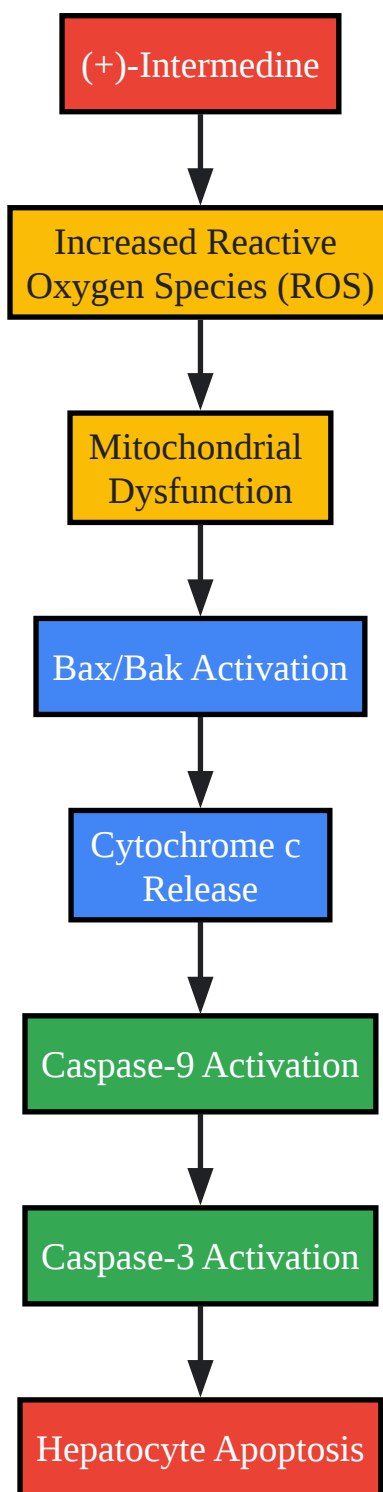 (+)-Intermedine
Increased Reactive
Oxygen Species (ROS)
Mitochondrial
Dysfunction
Bax/Bak Activation
Cytochrome c
Release
Caspase-9 Activation
Caspase-3 Activation
Hepatocyte Apoptosis